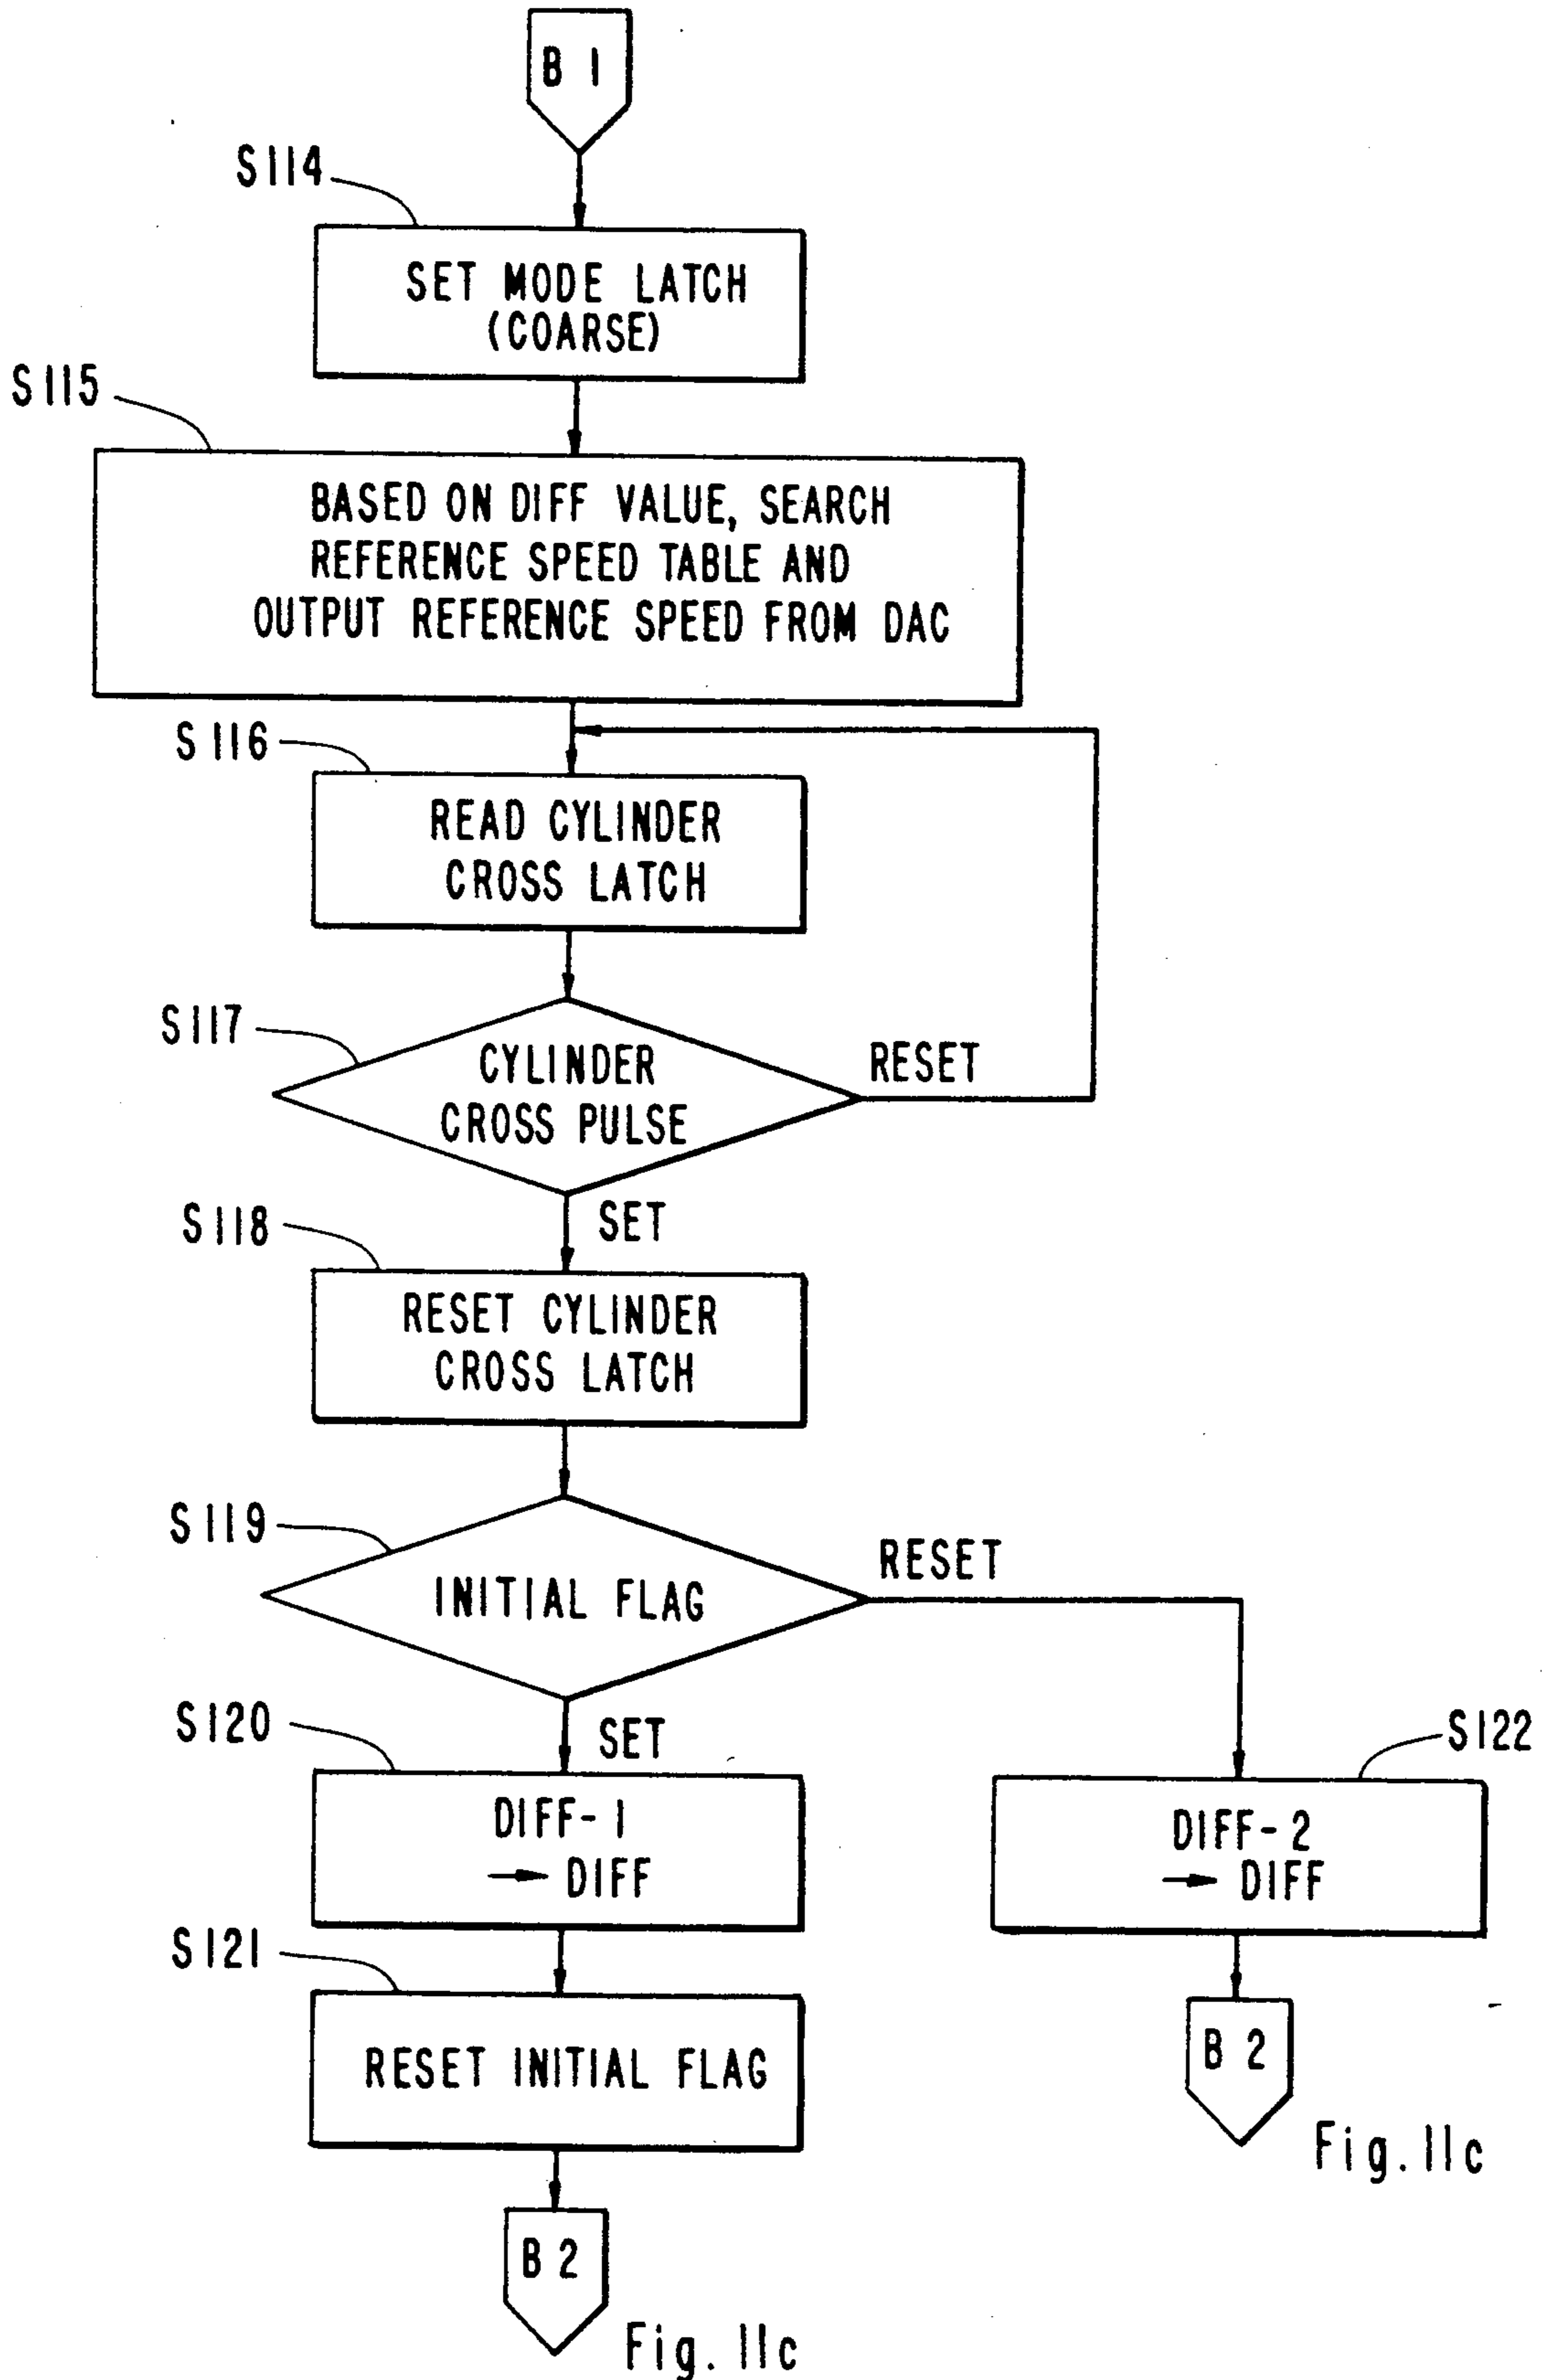 B 1
S114
SET MODE LATCH
(COARSE)
S115
BASED ON DIFF VALUE, SEARCH
REFERENCE SPEED TABLE AND
OUTPUT REFERENCE SPEED FROM DAC
S116
READ CYLINDER
CROSS LATCH
S117
CYLINDER
CROSS PULSE
RESET
SET
S118
RESET CYLINDER
CROSS LATCH
S119
INITIAL FLAG
RESET
SET
S120
DIFF-1
→ DIFF
S122
DIFF-2
→ DIFF
S121
RESET INITIAL FLAG
B 2
Fig. 11c
B 2
Fig. 11c